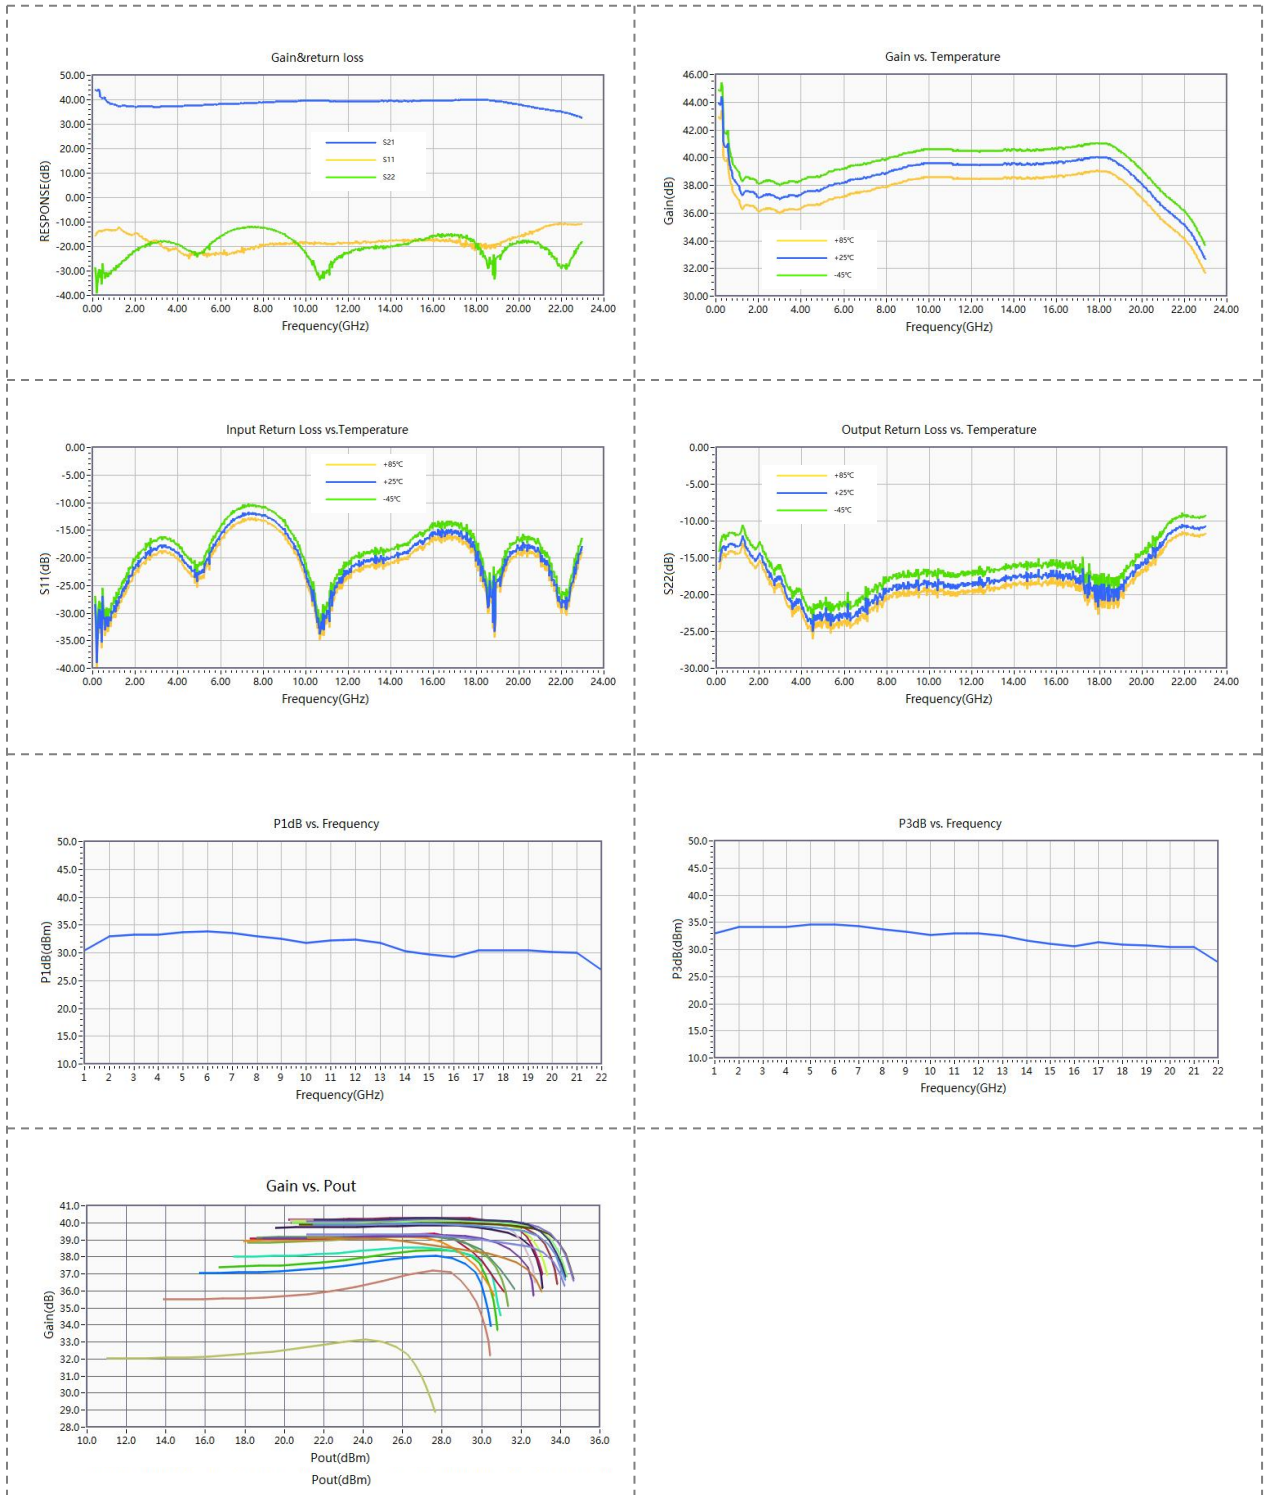 Gain&return loss
50.00
40.00
30.00
20.00
10.00
0.00
-10.00
-20.00
-30.00
-40.00
RESPONSE(dB)
S21
S11
S22
0.00 2.00 4.00 6.00 8.00 10.00 12.00 14.00 16.00 18.00 20.00 22.00 24.00
Frequency(GHz)
Gain vs. Temperature
46.00
44.00
42.00
40.00
38.00
36.00
34.00
32.00
30.00
Gain(dB)
+85℃
+25℃
-45℃
0.00 2.00 4.00 6.00 8.00 10.00 12.00 14.00 16.00 18.00 20.00 22.00 24.00
Frequency(GHz)
Input Return Loss vs.Temperature
0.00
-5.00
-10.00
-15.00
-20.00
-25.00
-30.00
-35.00
-40.00
S11(dB)
+85℃
+25℃
-45℃
0.00 2.00 4.00 6.00 8.00 10.00 12.00 14.00 16.00 18.00 20.00 22.00 24.00
Frequency(GHz)
Output Return Loss vs. Temperature
0.00
-5.00
-10.00
-15.00
-20.00
-25.00
-30.00
S22(dB)
+85℃
+25℃
-45℃
0.00 2.00 4.00 6.00 8.00 10.00 12.00 14.00 16.00 18.00 20.00 22.00 24.00
Frequency(GHz)
P1dB vs. Frequency
50.0
45.0
40.0
35.0
30.0
25.0
20.0
15.0
10.0
P1dB(dBm)
1 2 3 4 5 6 7 8 9 10 11 12 13 14 15 16 17 18 19 20 21 22
Frequency(GHz)
P3dB vs. Frequency
50.0
45.0
40.0
35.0
30.0
25.0
20.0
15.0
10.0
P3dB(dBm)
1 2 3 4 5 6 7 8 9 10 11 12 13 14 15 16 17 18 19 20 21 22
Frequency(GHz)
Gain vs. Pout
41.0
40.0
39.0
38.0
37.0
36.0
35.0
34.0
33.0
32.0
31.0
30.0
29.0
28.0
Gain(dB)
10.0 12.0 14.0 16.0 18.0 20.0 22.0 24.0 26.0 28.0 30.0 32.0 34.0 36.0
Pout(dBm)
Pout(dBm)